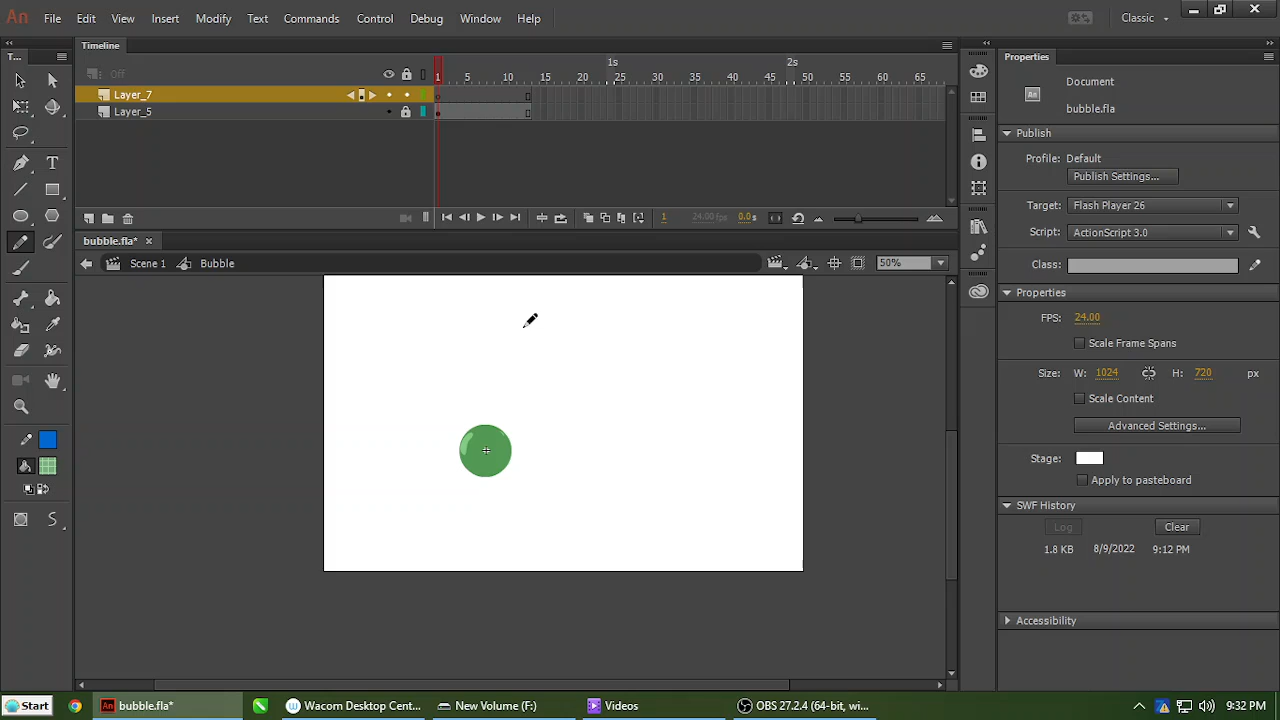 An File Edit View Insert Modify Text Commands Control Debug Window Help Classic
Timeline
Off 1s 2s
1 5 10 15 20 25 30 35 40 45 50 55 60 65
Layer_7
Layer_5
1 24.00 fps 0.0 s
bubble.fla*
Scene 1 Bubble 50%
T...
Properties
Document
An
bubble.fla
Publish
Profile: Default
Publish Settings...
Target: Flash Player 26
Script: ActionScript 3.0
Class:
Properties
FPS: 24.00
Scale Frame Spans
Size: W: 1024 H: 720 px
Scale Content
Advanced Settings...
Stage:
Apply to pasteboard
SWF History
Log Clear
1.8 KB 8/9/2022 9:12 PM
Accessibility
Start An bubble.fla* Wacom Desktop Cent... New Volume (F:) Videos OBS 27.2.4 (64-bit, wi... 9:32 PM